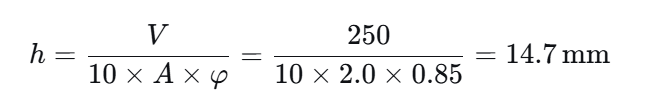 h = V / (10 × A × φ) = 250 / (10 × 2.0 × 0.85) = 14.7 mm